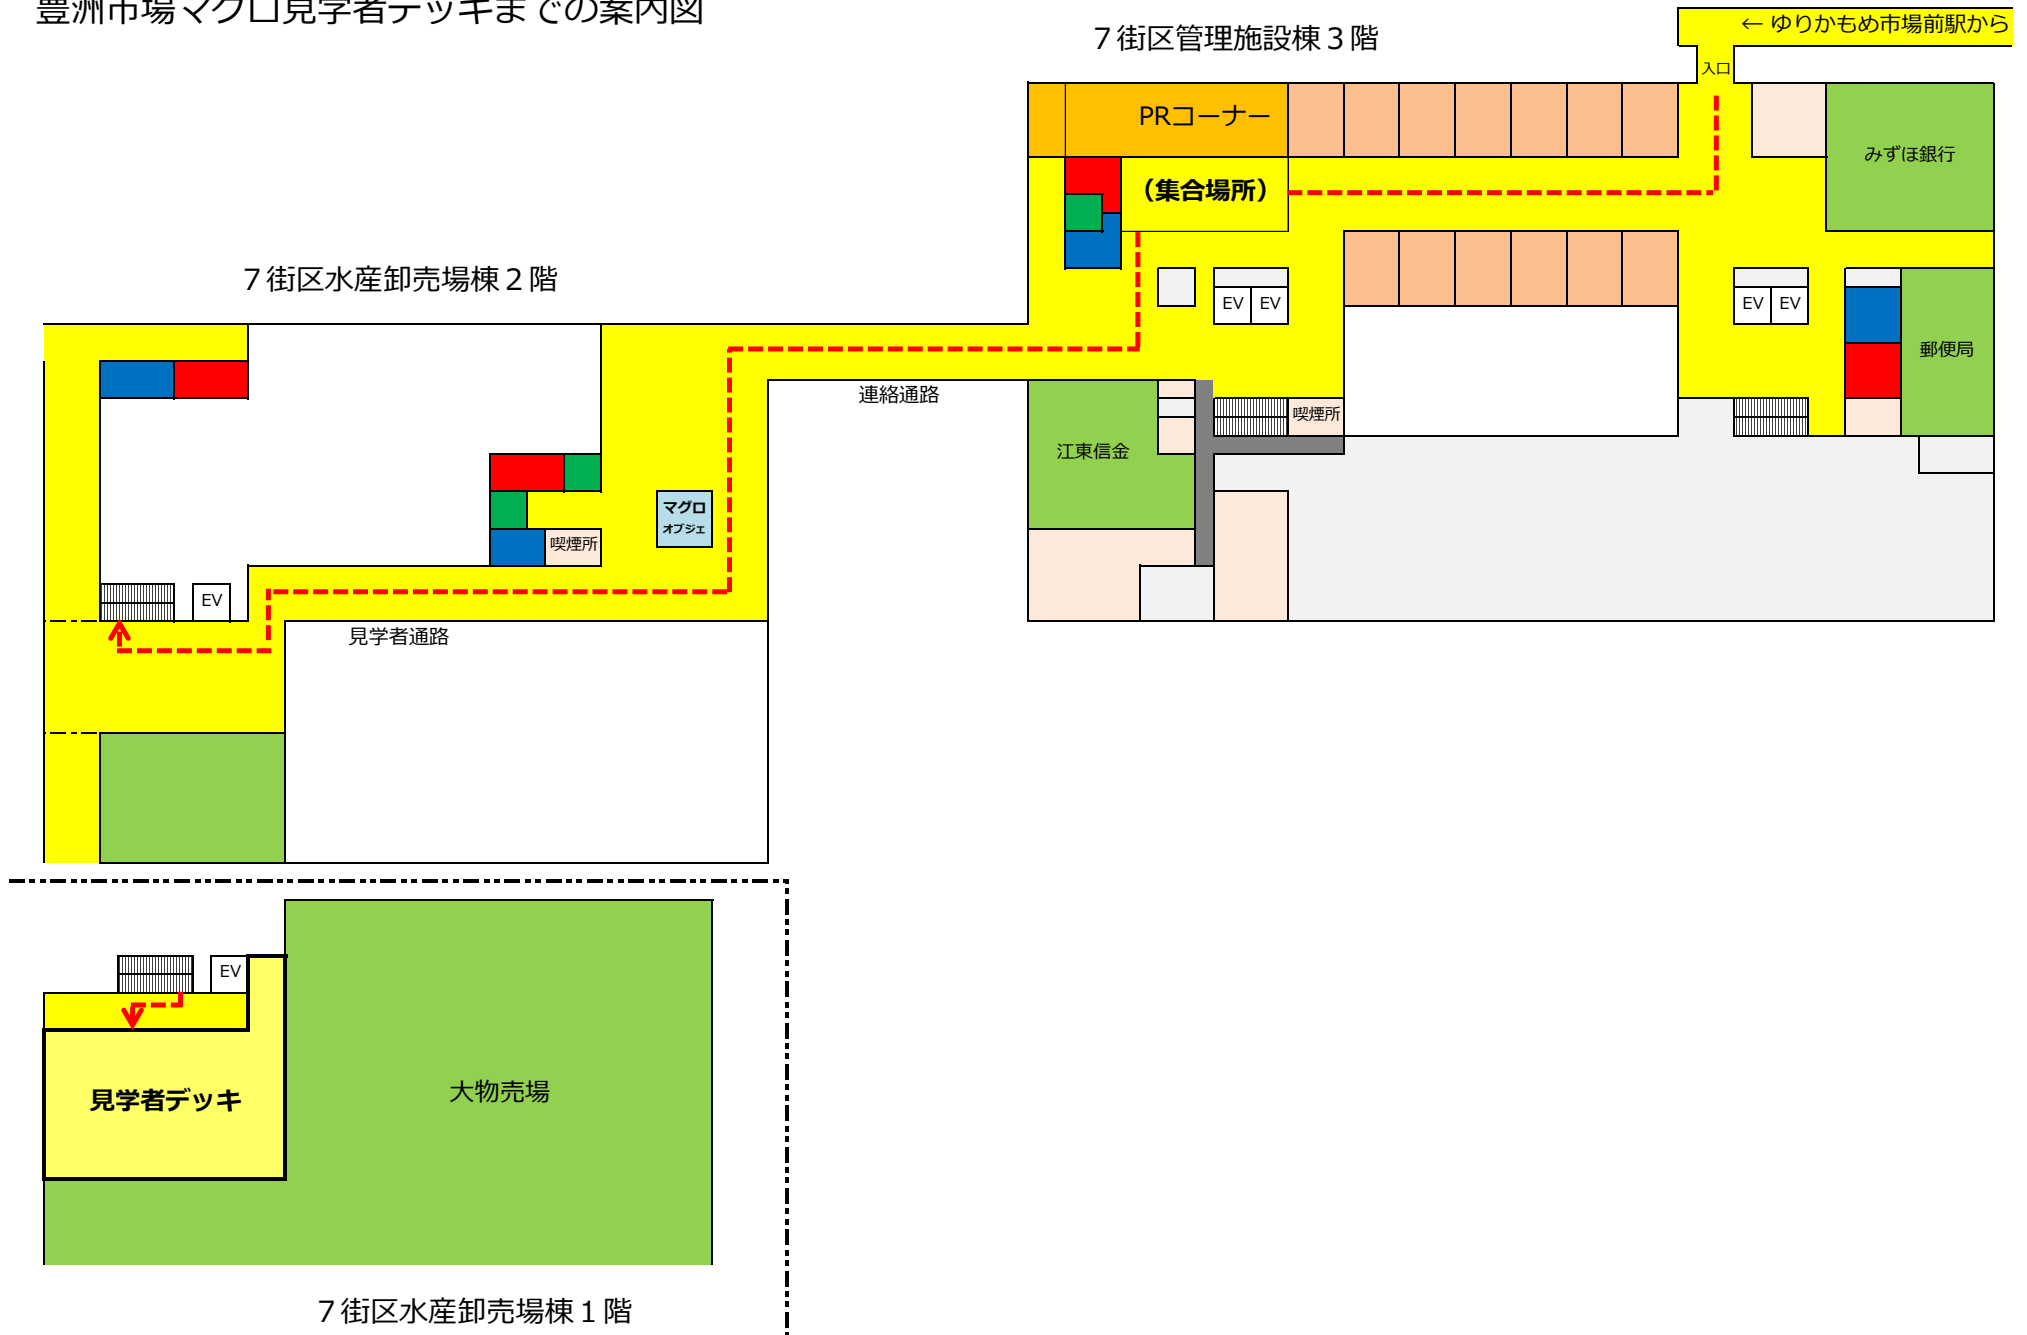 豊洲市場マグロ見学者デッキまでの案内図
７街区管理施設棟３階
← ゆりかもめ市場前駅から
入口
PRコーナー
みずほ銀行
（集合場所）
７街区水産卸売場棟２階
EV EV
EV EV
郵便局
連絡通路
喫煙所
江東信金
マグロ
オブジェ
喫煙所
EV
見学者通路
EV
見学者デッキ
大物売場
７街区水産卸売場棟１階